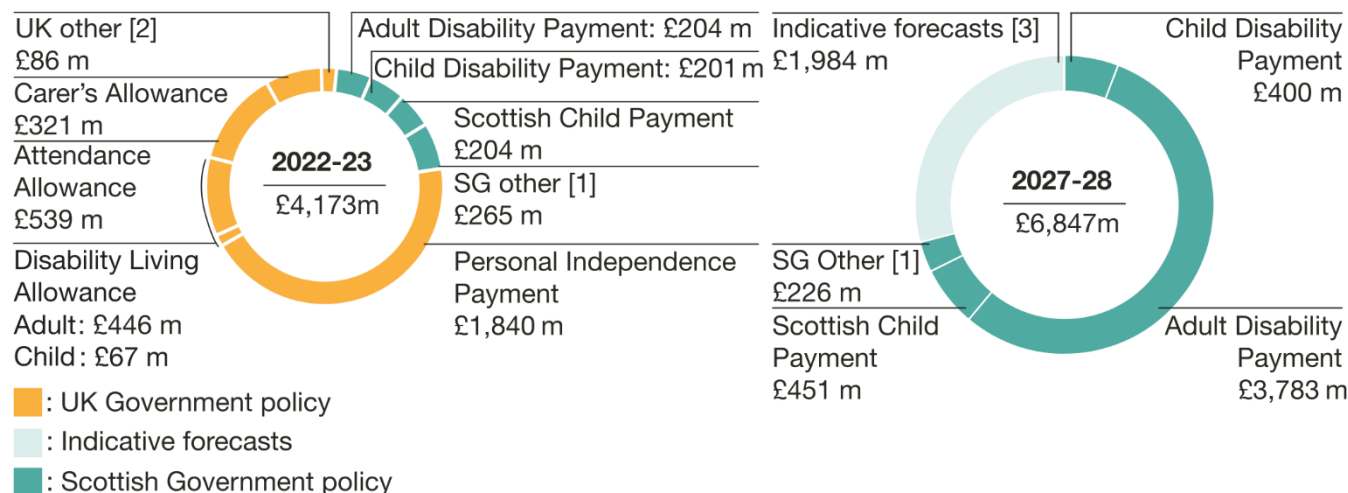 UK other [2]
£86 m
Carer's Allowance
£321 m
Attendance
Allowance
£539 m
Disability Living
Allowance
Adult: £446 m
Child: £67 m
2022-23
£4,173m
Adult Disability Payment: £204 m
Child Disability Payment: £201 m
Scottish Child Payment
£204 m
SG other [1]
£265 m
Personal Independence
Payment
£1,840 m
Indicative forecasts [3]
£1,984 m
SG Other [1]
£226 m
Scottish Child
Payment
£451 m
2027-28
£6,847m
Child Disability
Payment
£400 m
Adult Disability
Payment
£3,783 m
: UK Government policy
: Indicative forecasts
: Scottish Government policy